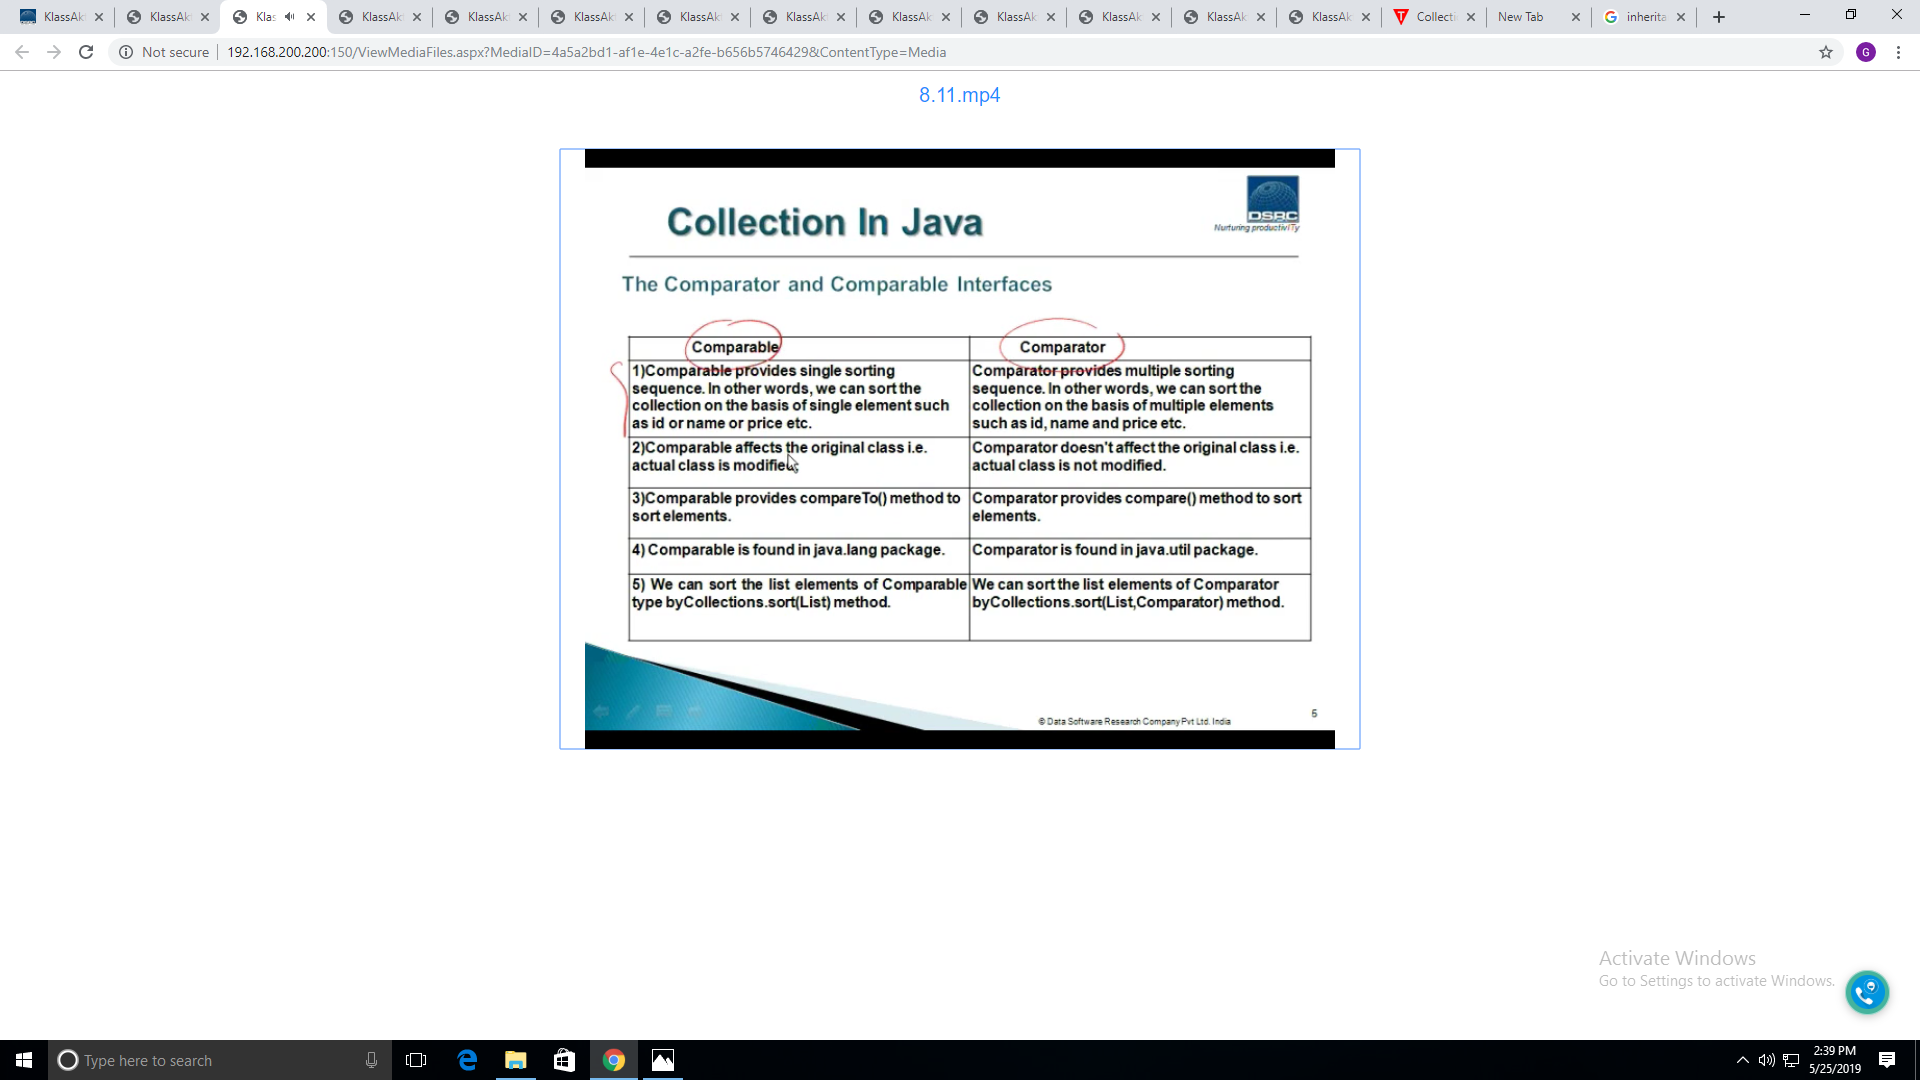 KlassAk
KlassAk
Klas
KlassAk
KlassAk
KlassAk
KlassAk
KlassAk
KlassAk
KlassAk
KlassAk
KlassAk
KlassAk
Collecti
New Tab
inherita
Not secure
192.168.200.200:150/ViewMediaFiles.aspx?MediaID=4a5a2bd1-af1e-4e1c-a2fe-b656b5746429&ContentType=Media
G
8.11.mp4
DSRC
Nurturing productivITy
Collection In Java
The Comparator and Comparable Interfaces
Comparable
Comparator
1)Comparable provides single sorting
sequence. In other words, we can sort the
collection on the basis of single element such
as id or name or price etc.
Comparator provides multiple sorting
sequence. In other words, we can sort the
collection on the basis of multiple elements
such as id, name and price etc.
2)Comparable affects the original class i.e.
actual class is modified.
Comparator doesn't affect the original class i.e.
actual class is not modified.
3)Comparable provides compareTo() method to
sort elements.
Comparator provides compare() method to sort
elements.
4) Comparable is found in java.lang package.
Comparator is found in java.util package.
5) We can sort the list elements of Comparable
type byCollections.sort(List) method.
We can sort the list elements of Comparator
byCollections.sort(List,Comparator) method.
© Data Software Research Company Pvt Ltd. India
5
Activate Windows
Go to Settings to activate Windows.
Type here to search
2:39 PM
5/25/2019